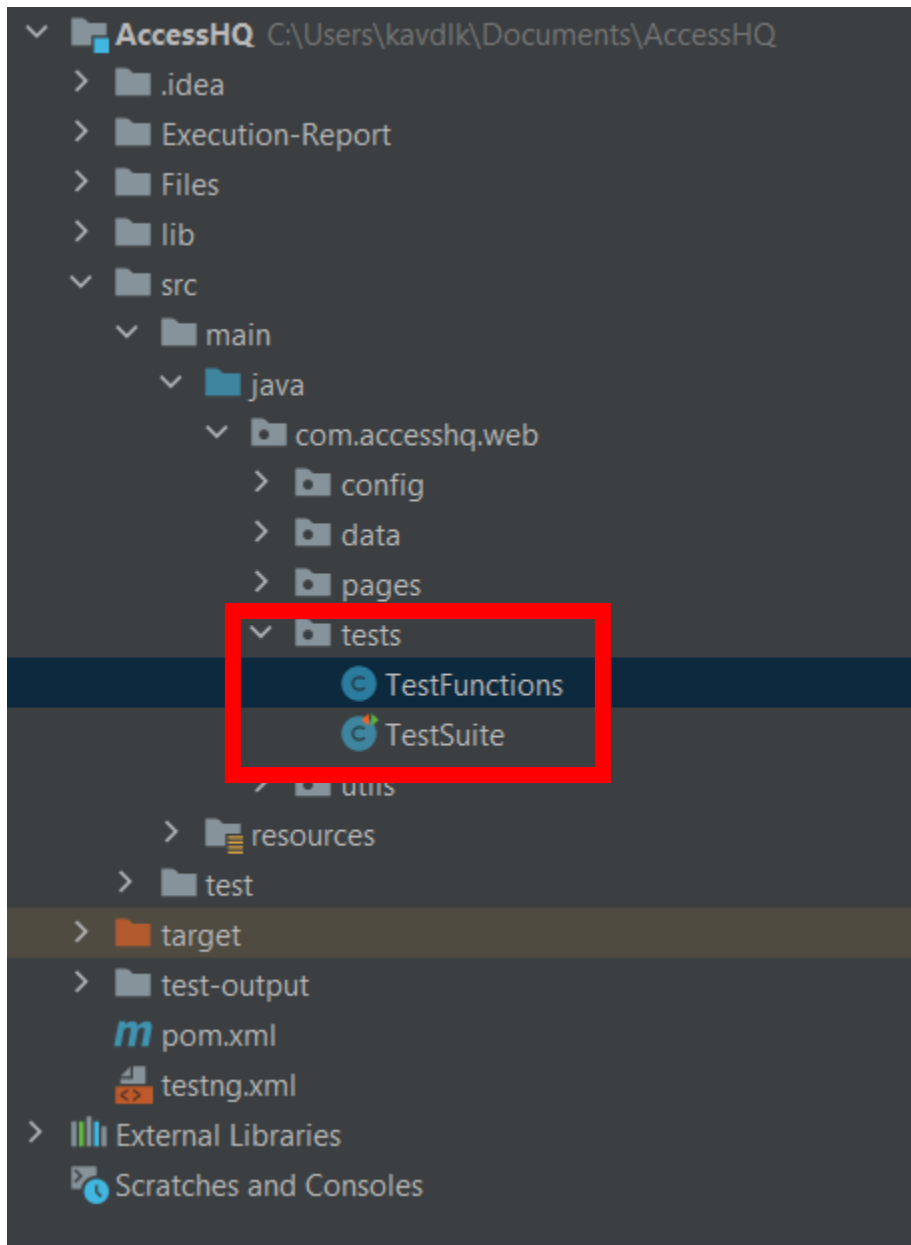 AccessHQ C:\Users\kavdlk\Documents\AccessHQ
.idea
Execution-Report
Files
lib
src
main
java
com.accesshq.web
config
data
pages
tests
TestFunctions
TestSuite
utils
resources
test
target
test-output
pom.xml
testng.xml
External Libraries
Scratches and Consoles